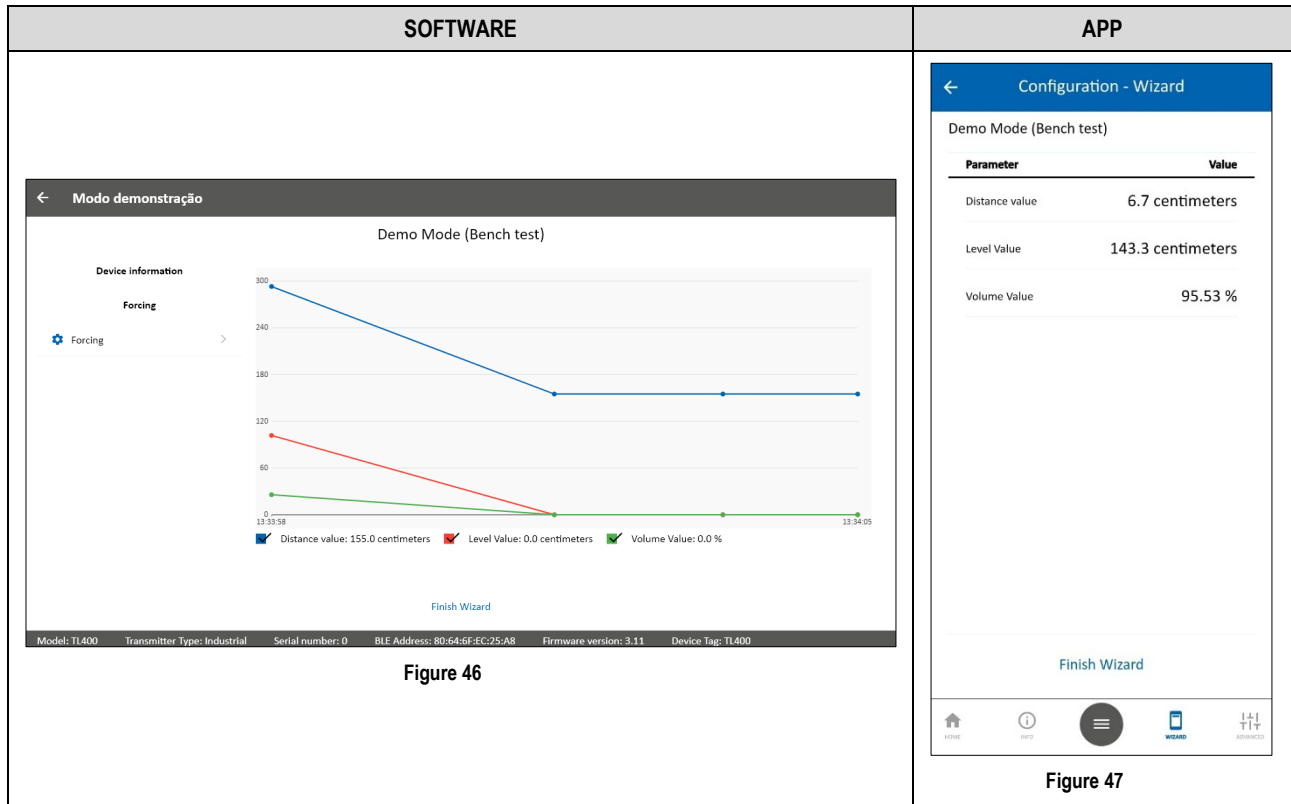 SOFTWARE
APP
← Modo demonstração
Demo Mode (Bench test)
Device information
Forcing
Forcing
300
240
180
120
60
0
13:33:58
13:34:05
Distance value: 155.0 centimeters Level Value: 0.0 centimeters Volume Value: 0.0 %
Finish Wizard
Model: TL400 Transmitter Type: Industrial Serial number: 0 BLE Address: 80:64:6F:EC:25:A8 Firmware version: 3.11 Device Tag: TL400
Figure 46
← Configuration - Wizard
Demo Mode (Bench test)
Parameter Value
Distance value 6.7 centimeters
Level Value 143.3 centimeters
Volume Value 95.53 %
Finish Wizard
HOME INFO WIZARD ADVANCED
Figure 47